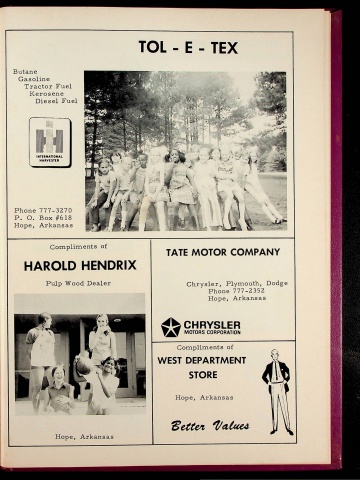 TOL - E - TEX
Butane
Gasoline
Tractor Fuel
Kerosene
Diesel Fuel
INTERNATIONAL
HARVESTER
Phone 777-3270
P. O. Box #618
Hope, Arkansas
Compliments of
HAROLD HENDRIX
Pulp Wood Dealer
Hope, Arkansas
TATE MOTOR COMPANY
Chrysler, Plymouth, Dodge
Phone 777-2352
Hope, Arkansas
CHRYSLER
MOTORS CORPORATION
Compliments of
WEST DEPARTMENT
STORE
Hope, Arkansas
Better Values